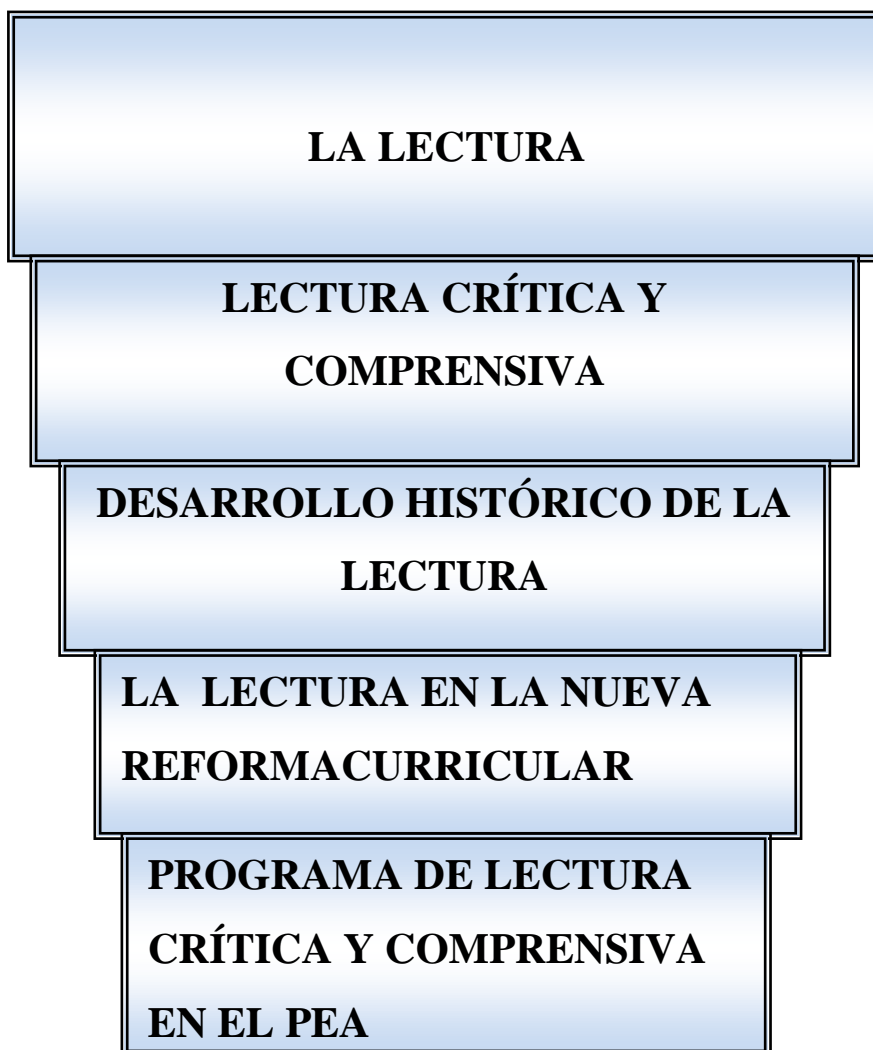 LA LECTURA
LECTURA CRÍTICA Y
COMPRENSIVA
DESARROLLO HISTÓRICO DE LA
LECTURA
LA LECTURA EN LA NUEVA
REFORMACURRICULAR
PROGRAMA DE LECTURA
CRÍTICA Y COMPRENSIVA
EN EL PEA